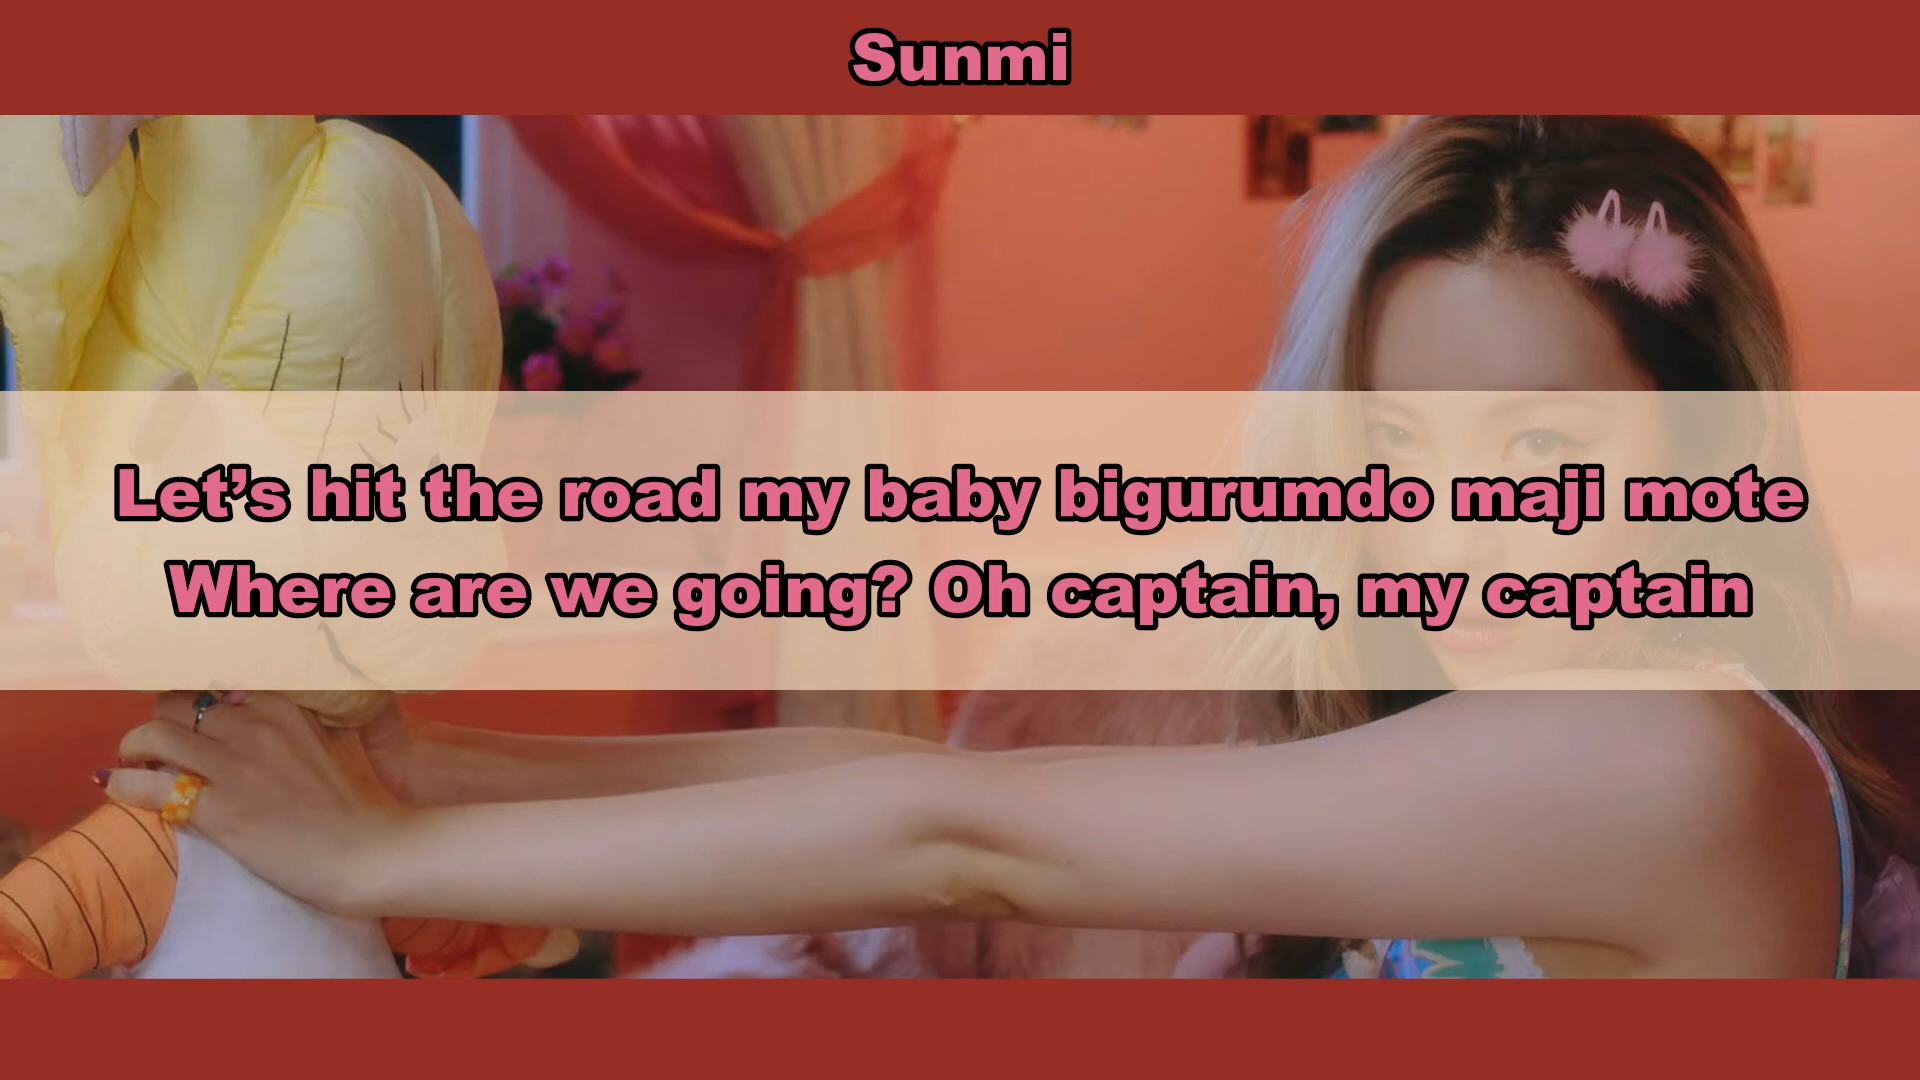 Sunmi
Let’s hit the road my baby bigurumdo maji mote
Where are we going? Oh captain, my captain